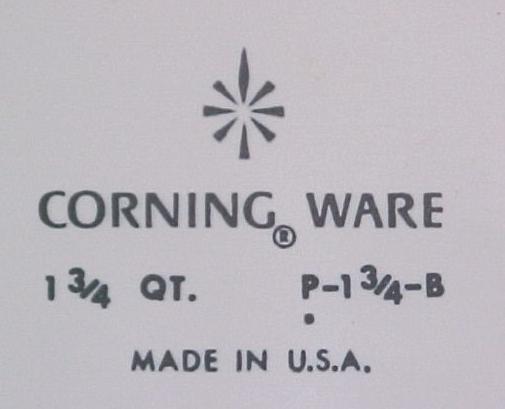 CORNING® WARE
1 3/4 QT. P-1 3/4-B
MADE IN U.S.A.